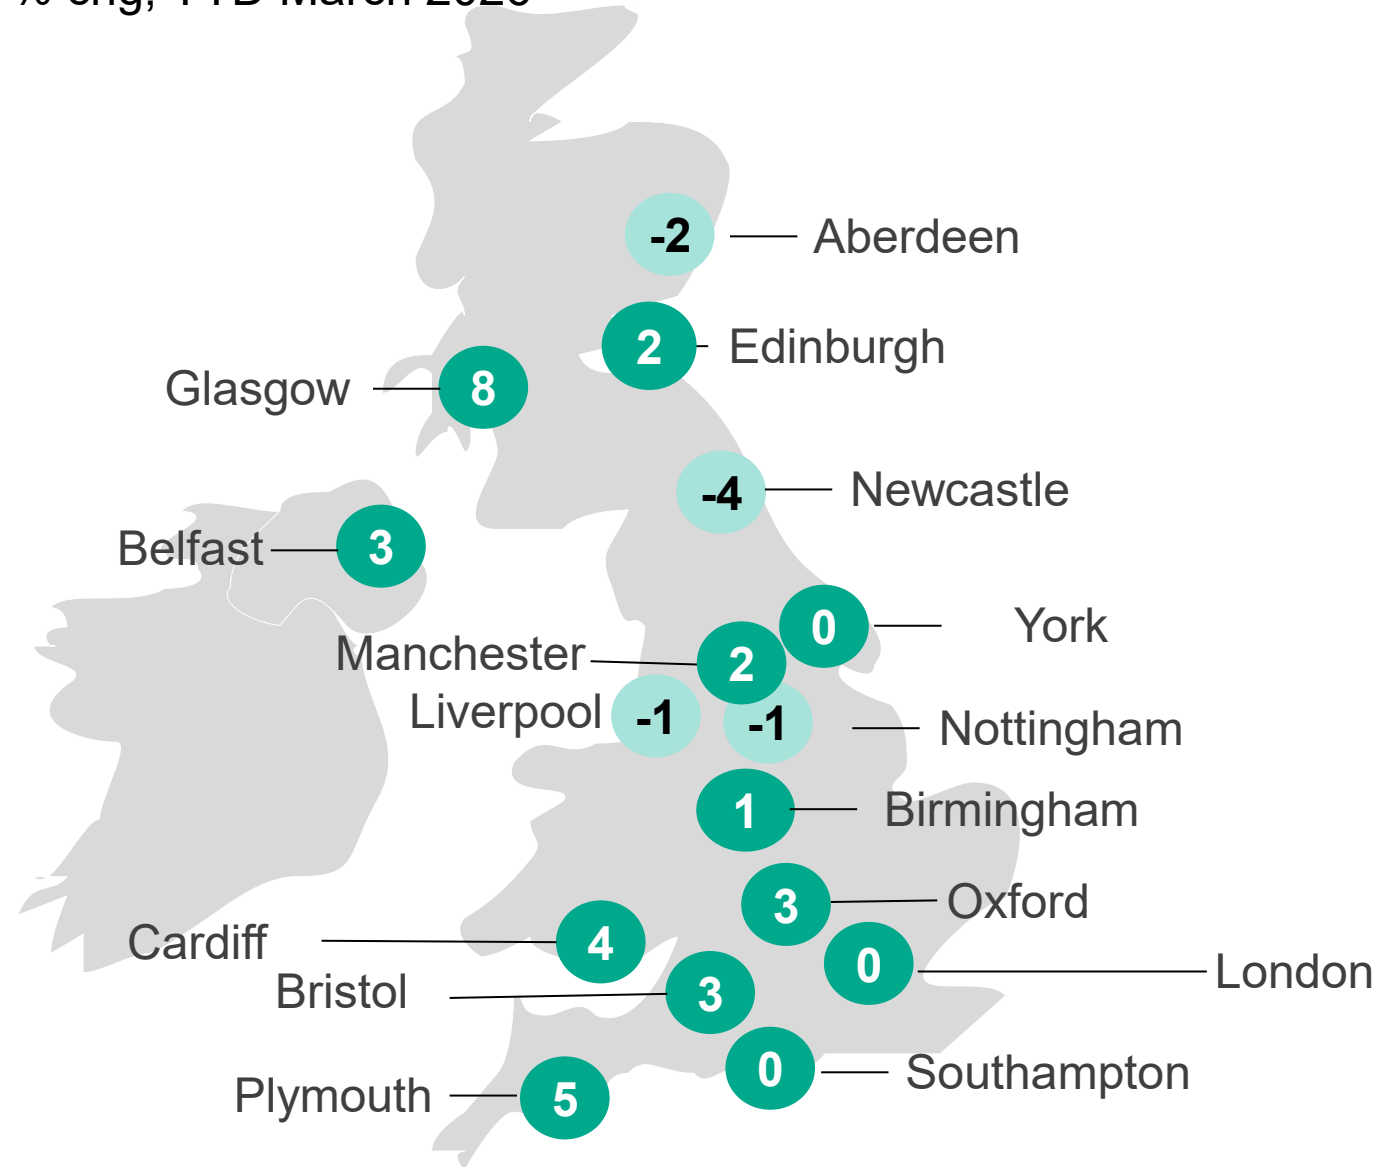 -2 Aberdeen
2 Edinburgh
Glasgow 8
-4 Newcastle
Belfast 3
0 York
Manchester 2
Liverpool -1
-1 Nottingham
1 Birmingham
3 Oxford
Cardiff 4
0 London
Bristol 3
0 Southampton
Plymouth 5